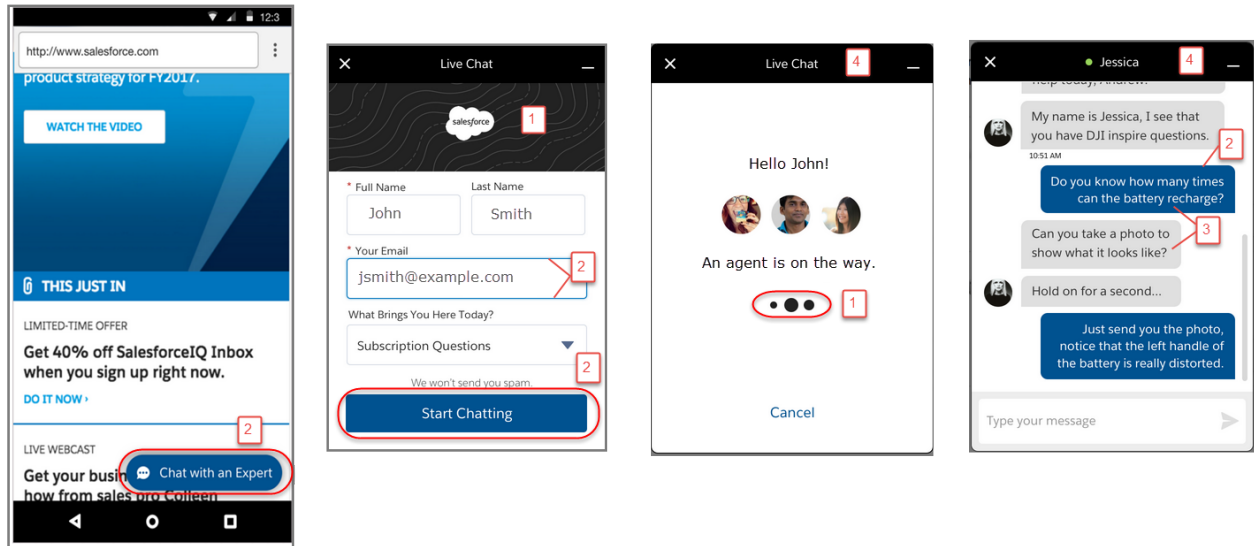 12:3
http://www.salesforce.com
product strategy for FY2017.
WATCH THE VIDEO
THIS JUST IN
LIMITED-TIME OFFER
Get 40% off SalesforceIQ Inbox
when you sign up right now.
DO IT NOW ›
2
LIVE WEBCAST
Get your busin
Chat with an Expert
how from sales pro Colleen
Live Chat
salesforce
1
* Full Name
Last Name
John
Smith
* Your Email
2
jsmith@example.com
What Brings You Here Today?
Subscription Questions
2
We won't send you spam.
Start Chatting
Live Chat
4
Hello John!
An agent is on the way.
1
Cancel
Jessica
4
help today, Andrew?
My name is Jessica, I see that
you have DJI inspire questions.
2
10:51 AM
Do you know how many times
can the battery recharge?
3
Can you take a photo to
show what it looks like?
Hold on for a second...
Just send you the photo,
notice that the left handle of
the battery is really distorted.
Type your message